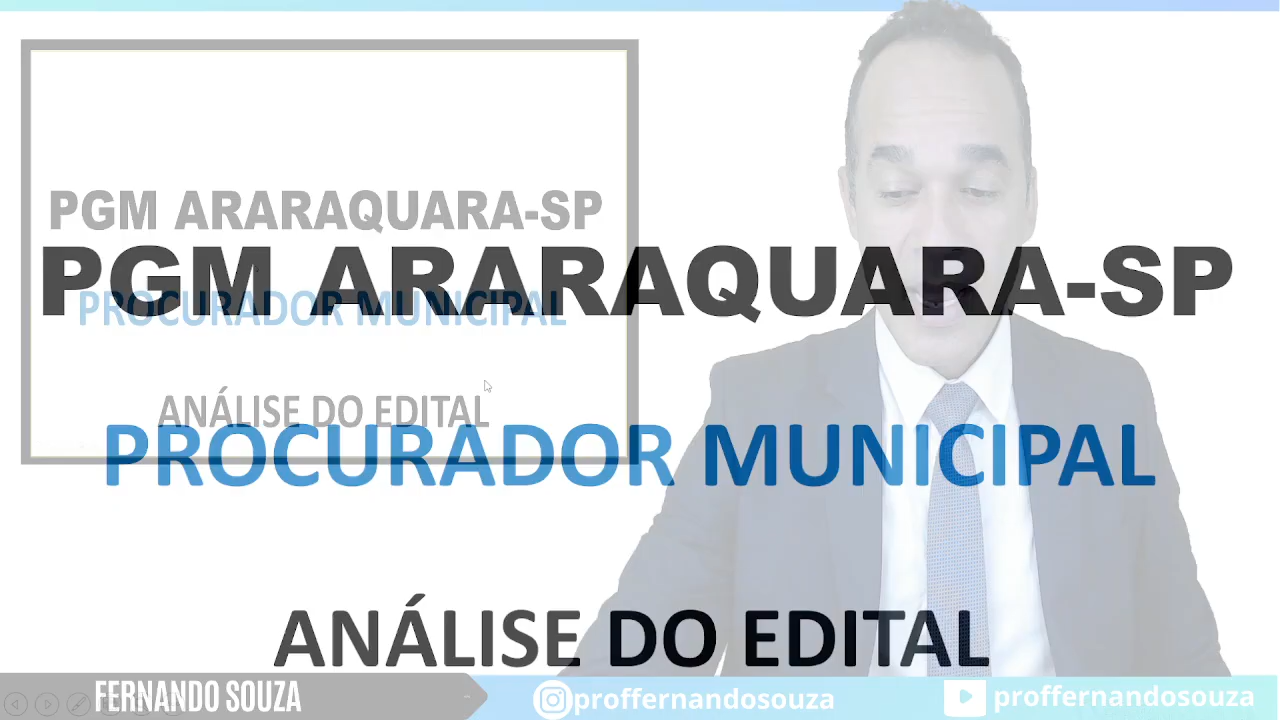 PGM ARARAQUARA-SP
PROCURADOR MUNICIPAL
ANÁLISE DO EDITAL
PGM ARARAQUARA-SP
PROCURADOR MUNICIPAL
ANÁLISE DO EDITAL
FERNANDO SOUZA
proffernandosouza
proffernandosouza